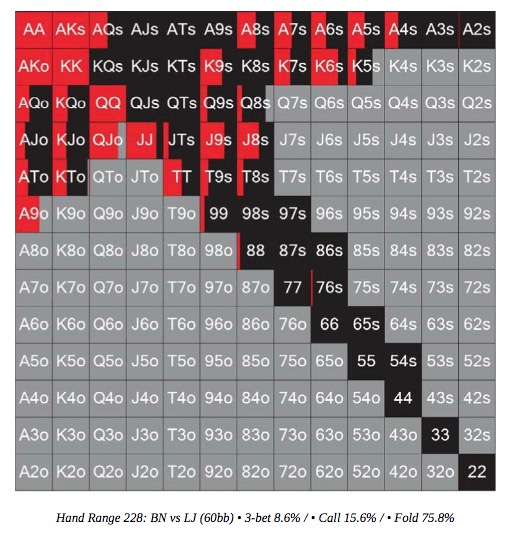 AA AKs AQs AJs ATs A9s A8s A7s A6s A5s A4s A3s A2s
AKo KK KQs KJs KTs K9s K8s K7s K6s K5s K4s K3s K2s
AQo KQo QQ QJs QTs Q9s Q8s Q7s Q6s Q5s Q4s Q3s Q2s
AJo KJo QJo JJ JTs J9s J8s J7s J6s J5s J4s J3s J2s
ATo KTo QTo JTo TT T9s T8s T7s T6s T5s T4s T3s T2s
A9o K9o Q9o J9o T9o 99 98s 97s 96s 95s 94s 93s 92s
A8o K8o Q8o J8o T8o 98o 88 87s 86s 85s 84s 83s 82s
A7o K7o Q7o J7o T7o 97o 87o 77 76s 75s 74s 73s 72s
A6o K6o Q6o J6o T6o 96o 86o 76o 66 65s 64s 63s 62s
A5o K5o Q5o J5o T5o 95o 85o 75o 65o 55 54s 53s 52s
A4o K4o Q4o J4o T4o 94o 84o 74o 64o 54o 44 43s 42s
A3o K3o Q3o J3o T3o 93o 83o 73o 63o 53o 43o 33 32s
A2o K2o Q2o J2o T2o 92o 82o 72o 62o 52o 42o 32o 22
Hand Range 228: BN vs LJ (60bb) • 3-bet 8.6% / • Call 15.6% / • Fold 75.8%